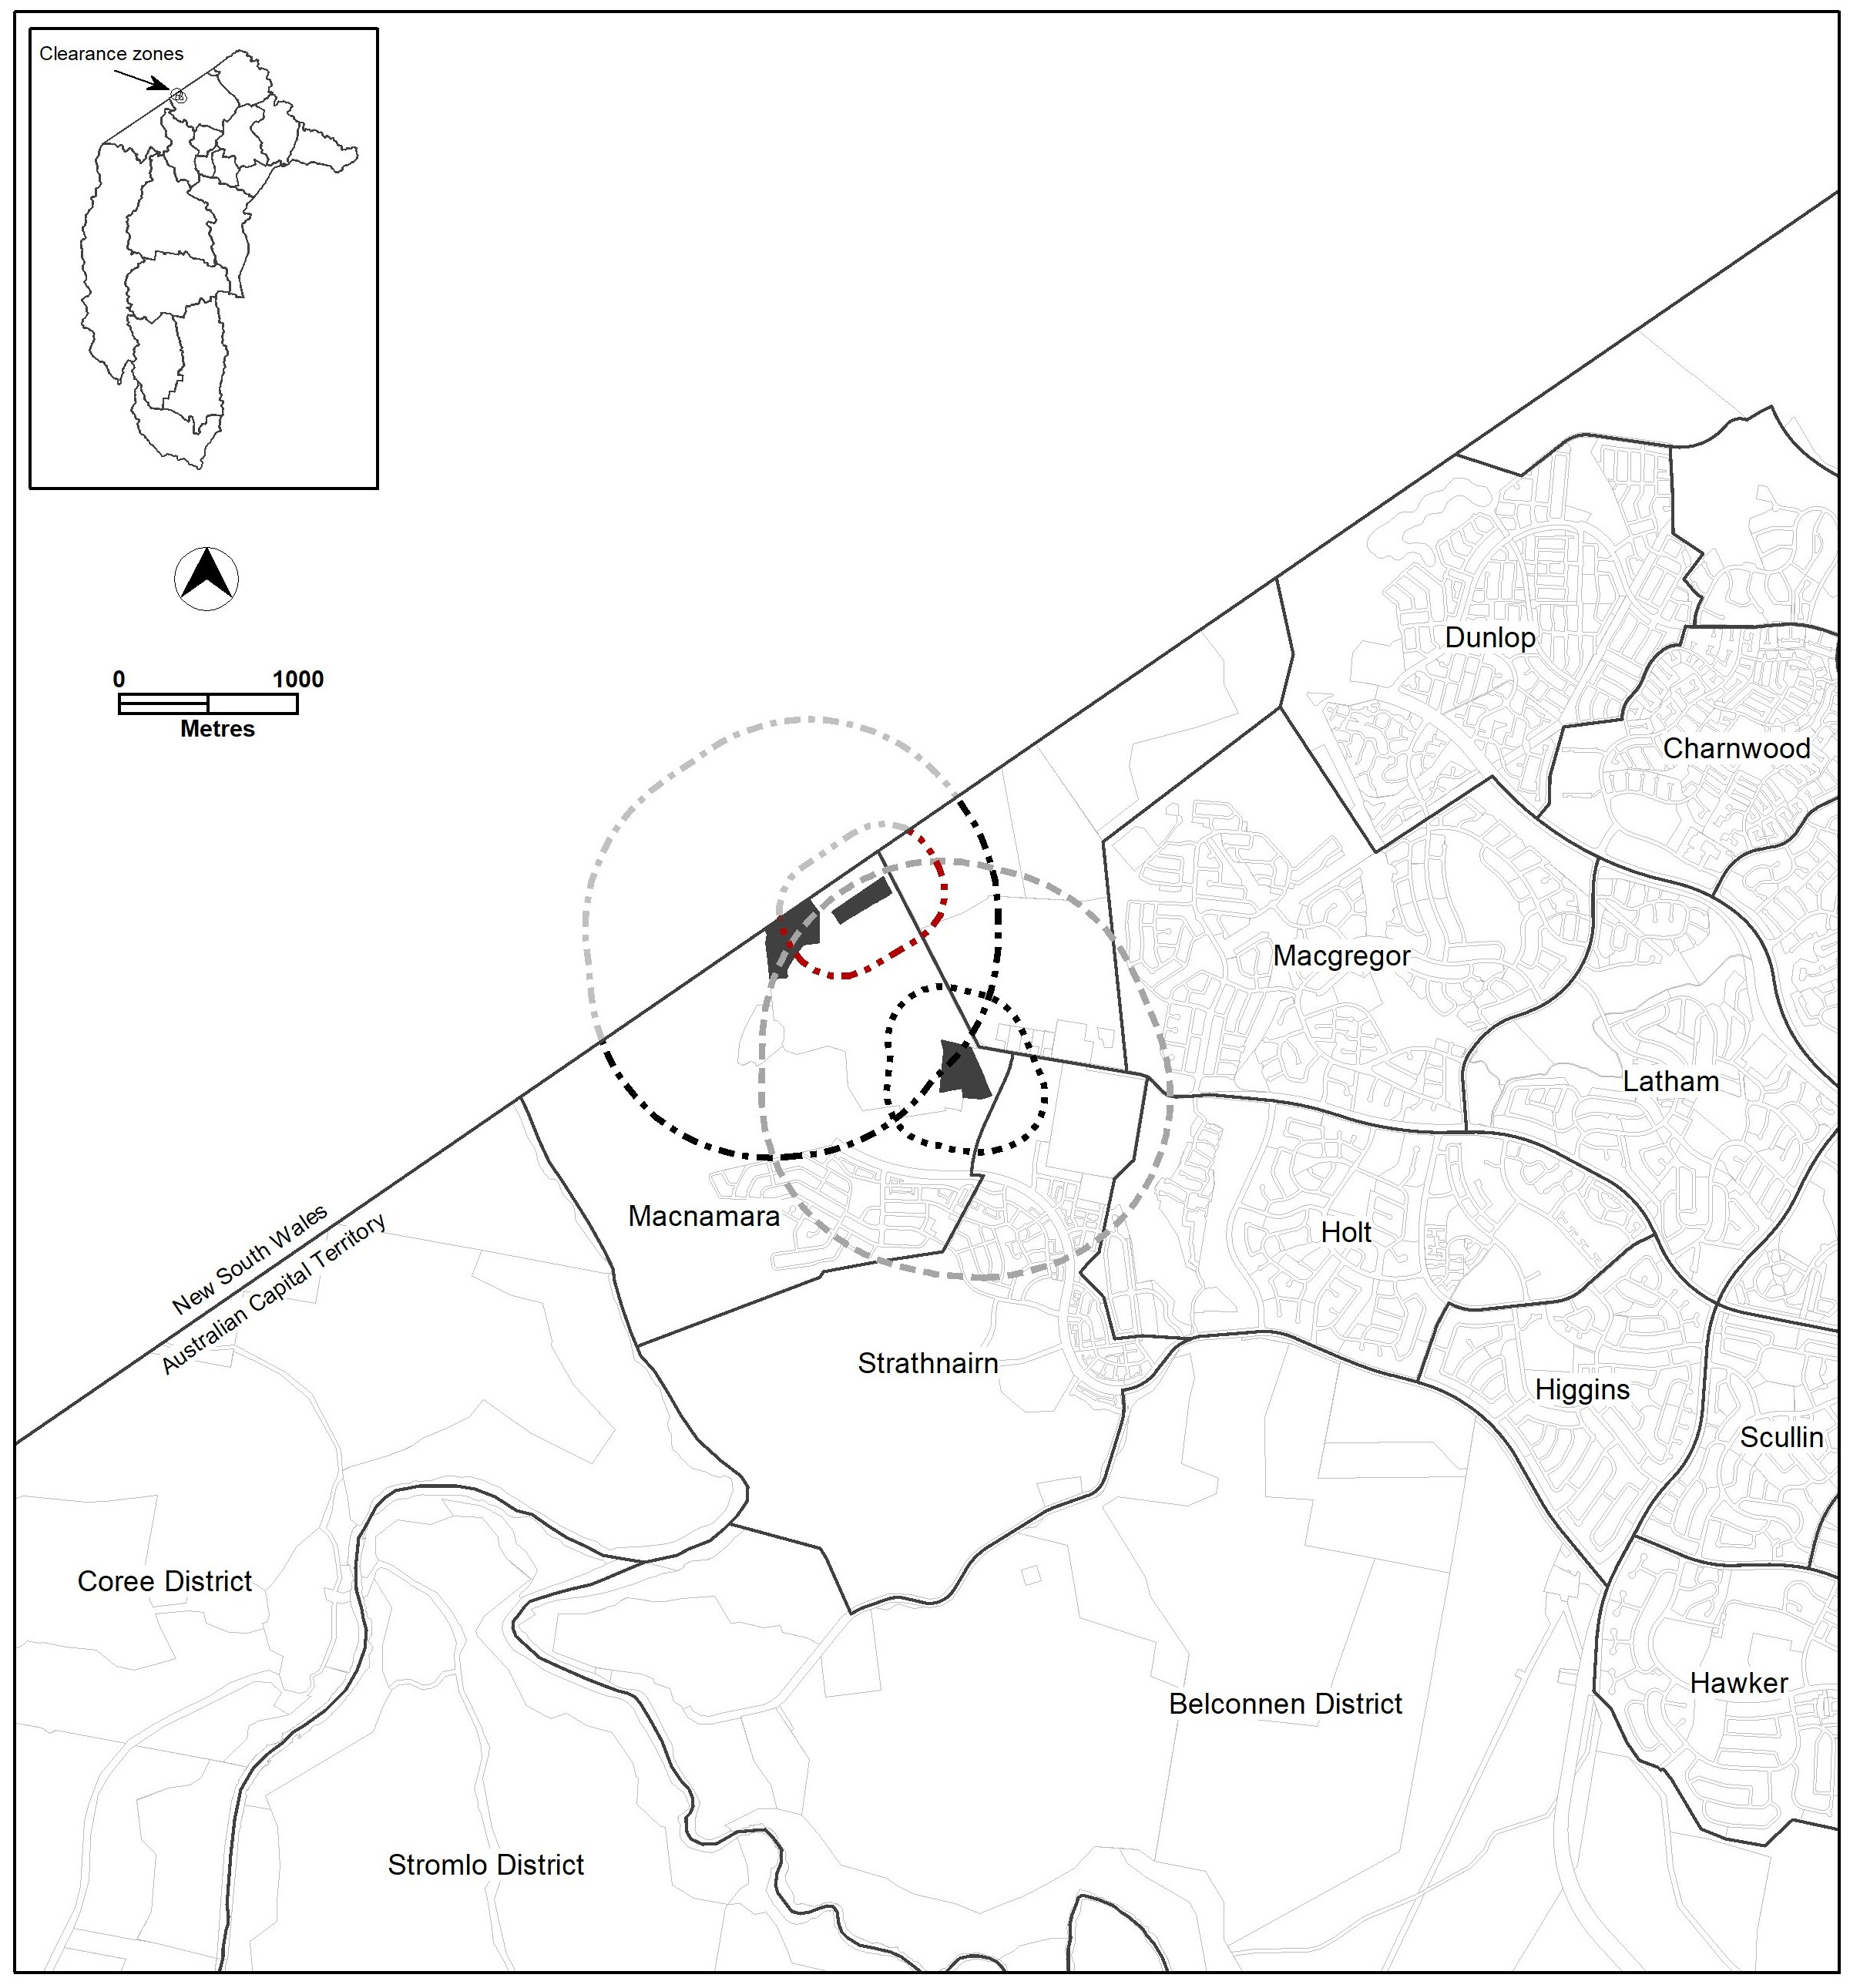 Clearance zones
0 1000
Metres
Dunlop
Charnwood
Macgregor
Latham
Macnamara
Holt
New South Wales
Australian Capital Territory
Strathnairn
Higgins
Scullin
Coree District
Hawker
Belconnen District
Stromlo District